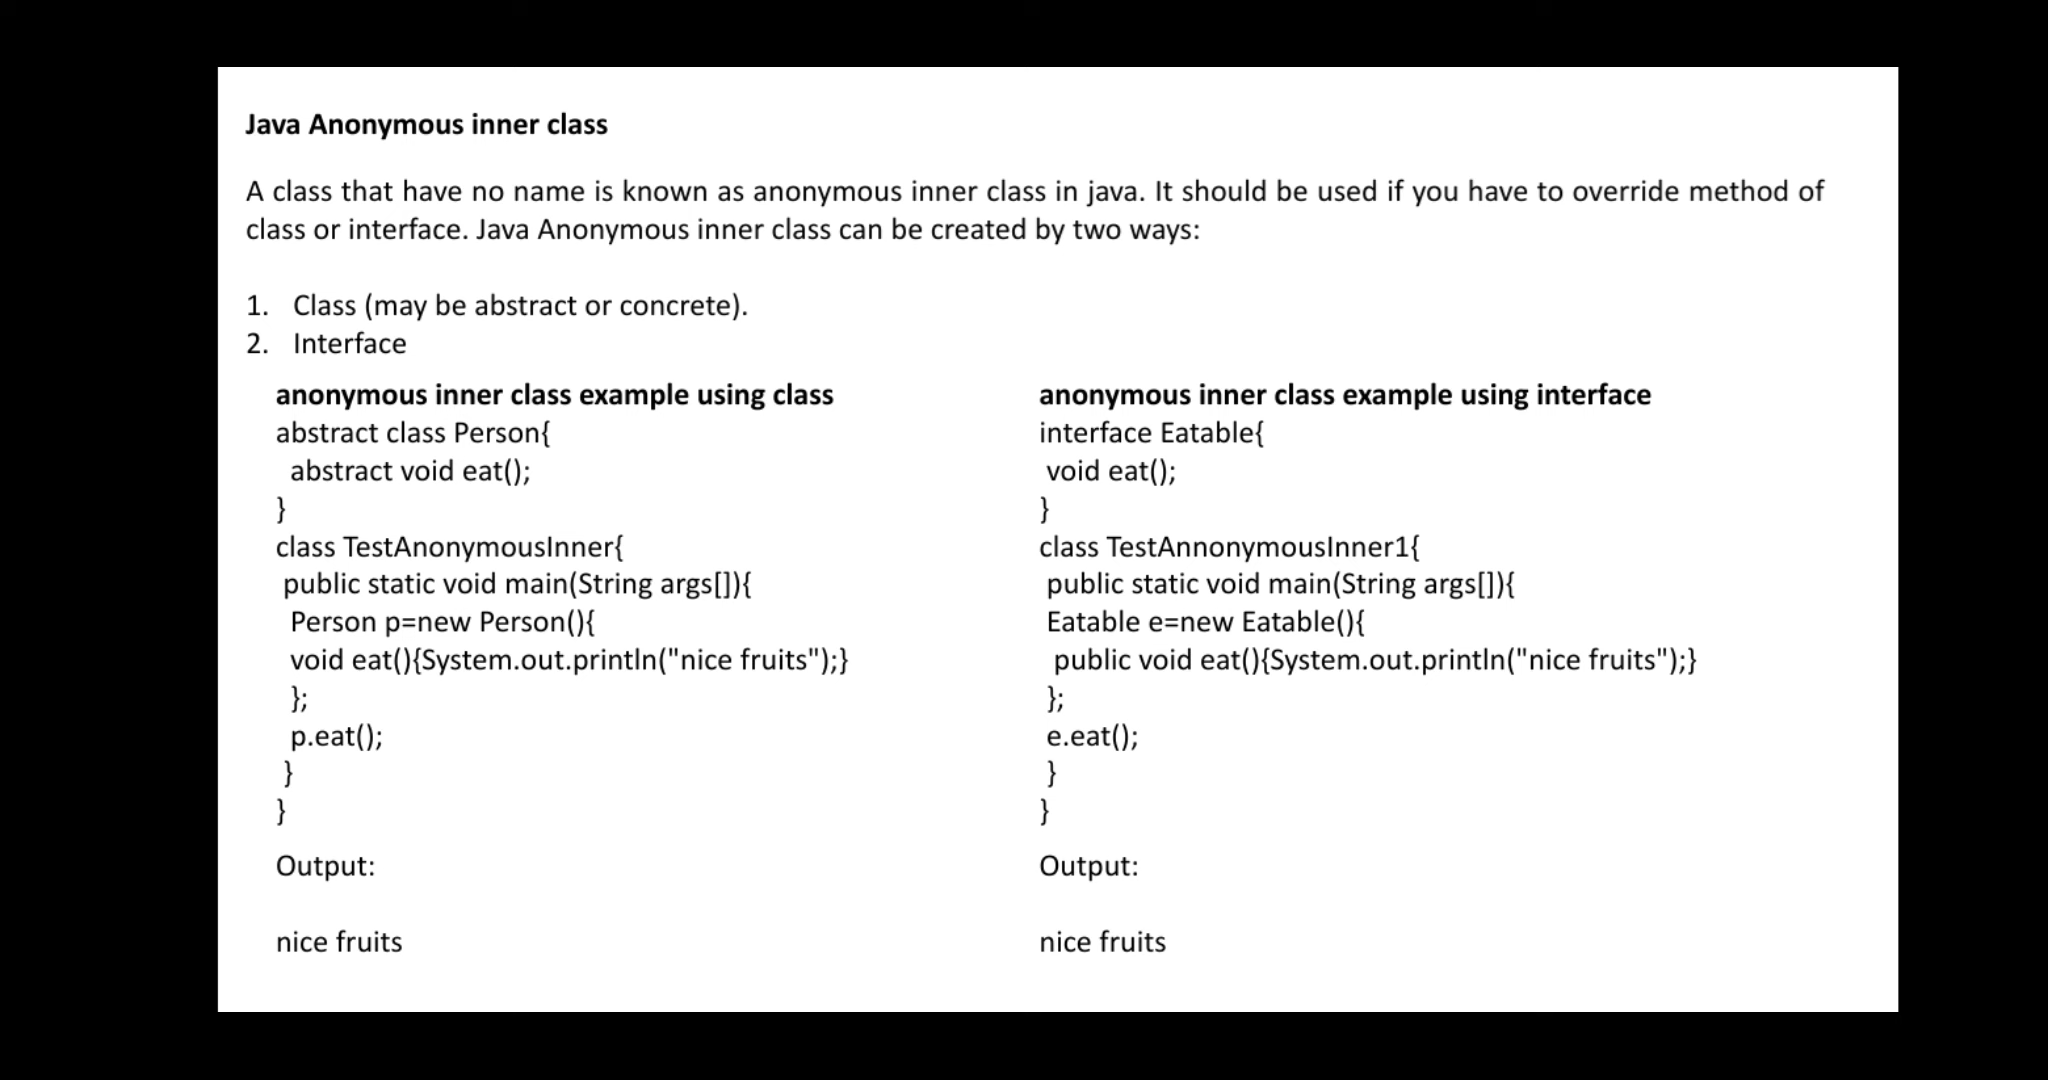 Java Anonymous inner class
A class that have no name is known as anonymous inner class in java. It should be used if you have to override method of
class or interface. Java Anonymous inner class can be created by two ways:
1. Class (may be abstract or concrete).
2. Interface
anonymous inner class example using class
abstract class Person{
abstract void eat();
}
class TestAnonymousInner{
public static void main(String args[]){
Person p=new Person(){
void eat(){System.out.println("nice fruits");}
};
p.eat();
}
}
Output:
nice fruits
anonymous inner class example using interface
interface Eatable{
void eat();
}
class TestAnnonymousInner1{
public static void main(String args[]){
Eatable e=new Eatable(){
public void eat(){System.out.println("nice fruits");}
};
e.eat();
}
}
Output:
nice fruits